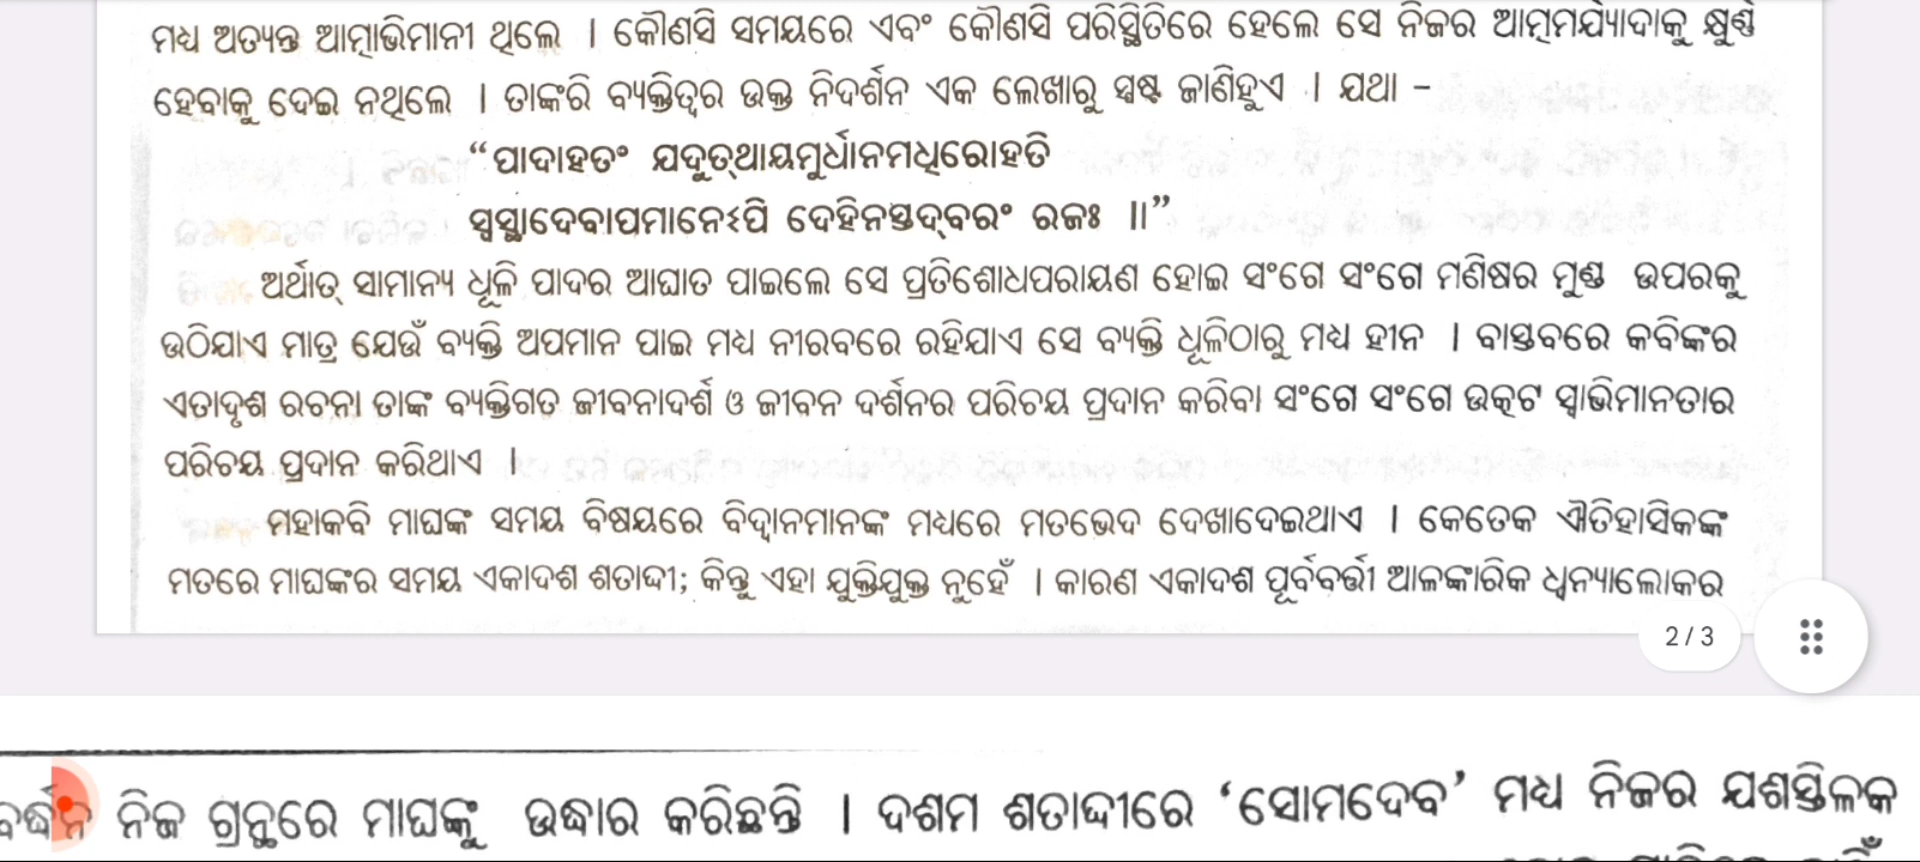 ମଧ୍ୟ ଅତ୍ୟନ୍ତ ଆତ୍ମାଭିମାନୀ ଥିଲେ । କୌଣସି ସମୟରେ ଏବଂ କୌଣସି ପରିସ୍ଥିତିରେ ହେଲେ ସେ ନିଜର ଆତ୍ମମର୍ଯ୍ୟାଦାକୁ କ୍ଷୁର୍ଣ୍ଣ
ହେବାକୁ ଦେଇ ନଥିଲେ । ତାଙ୍କରି ବ୍ୟକ୍ତିତ୍ୱର ଉକ୍ତ ନିଦର୍ଶନ ଏକ ଲେଖାରୁ ସ୍ପଷ୍ଟ ଜାଣିହୁଏ । ଯଥା –
“ପାଦାହତଂ ଯଦୁତ୍‌ଥାୟମୁର୍ଧାନମଧିରୋହତି
ସ୍ୱସ୍ଥାଦେବାପମାନେଽପି ଦେହିନସ୍ତଦ୍‌ବରଂ ରଜଃ ॥”
ଅର୍ଥାତ୍ ସାମାନ୍ୟ ଧୂଳି ପାଦର ଆଘାତ ପାଇଲେ ସେ ପ୍ରତିଶୋଧପରାୟଣ ହୋଇ ସଂଗେ ସଂଗେ ମଣିଷର ମୁଣ୍ଡ ଉପରକୁ
ଉଠିଯାଏ ମାତ୍ର ଯେଉଁ ବ୍ୟକ୍ତି ଅପମାନ ପାଇ ମଧ୍ୟ ନୀରବରେ ରହିଯାଏ ସେ ବ୍ୟକ୍ତି ଧୂଳିଠାରୁ ମଧ୍ୟ ହୀନ । ବାସ୍ତବରେ କବିଙ୍କର
ଏତାଦୃଶ ରଚନା ତାଙ୍କ ବ୍ୟକ୍ତିଗତ ଜୀବନାଦର୍ଶ ଓ ଜୀବନ ଦର୍ଶନର ପରିଚୟ ପ୍ରଦାନ କରିବା ସଂଗେ ସଂଗେ ଉତ୍କଟ ସ୍ୱାଭିମାନତାର
ପରିଚୟ ପ୍ରଦାନ କରିଥାଏ ।
ମହାକବି ମାଘଙ୍କ ସମୟ ବିଷୟରେ ବିଦ୍ୱାନମାନଙ୍କ ମଧ୍ୟରେ ମତଭେଦ ଦେଖାଦେଇଥାଏ । କେତେକ ଐତିହାସିକଙ୍କ
ମତରେ ମାଘଙ୍କର ସମୟ ଏକାଦଶ ଶତାବ୍ଦୀ; କିନ୍ତୁ ଏହା ଯୁକ୍ତିଯୁକ୍ତ ନୁହେଁ । କାରଣ ଏକାଦଶ ପୂର୍ବବର୍ତ୍ତୀ ଆଳଙ୍କାରିକ ଧ୍ୱନ୍ୟାଲୋକର
2 / 3
ନିଜ ଗ୍ରନ୍ଥରେ ମାଘଙ୍କୁ ଉଦ୍ଧାର କରିଛନ୍ତି । ଦଶମ ଶତାବ୍ଦୀରେ ‘ସୋମଦେବ’ ମଧ୍ୟ ନିଜର ଯଶସ୍ତିଳକ